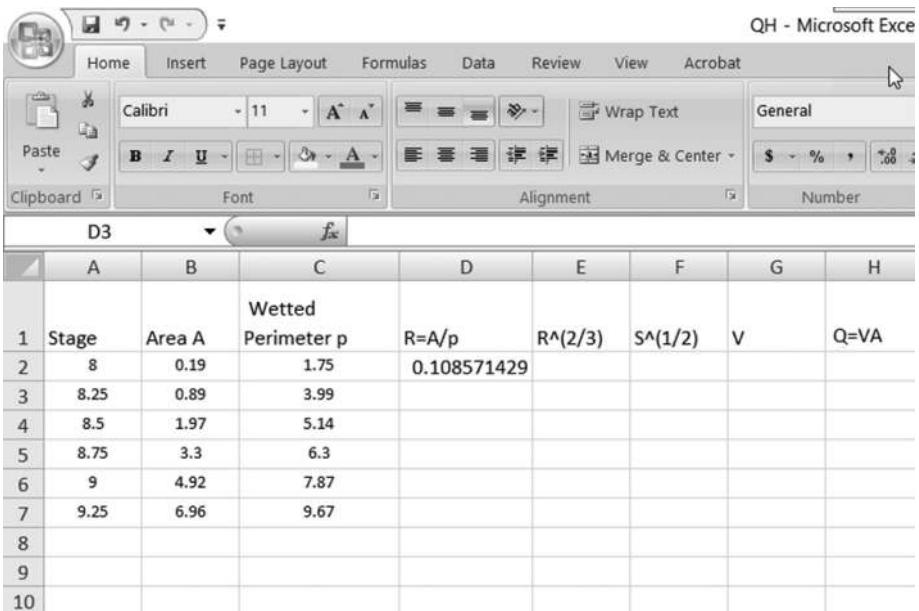 QH - Microsoft Exce
Home Insert Page Layout Formulas Data Review View Acrobat
Calibri 11 A A Wrap Text General
Paste B I U A Merge & Center $ % , .00
Clipboard Font Alignment Number
D3 fx
A B C D E F G H
1 Stage Area A Wetted Perimeter p R=A/p R^(2/3) S^(1/2) V Q=VA
2 8 0.19 1.75 0.108571429
3 8.25 0.89 3.99
4 8.5 1.97 5.14
5 8.75 3.3 6.3
6 9 4.92 7.87
7 9.25 6.96 9.67
8
9
10